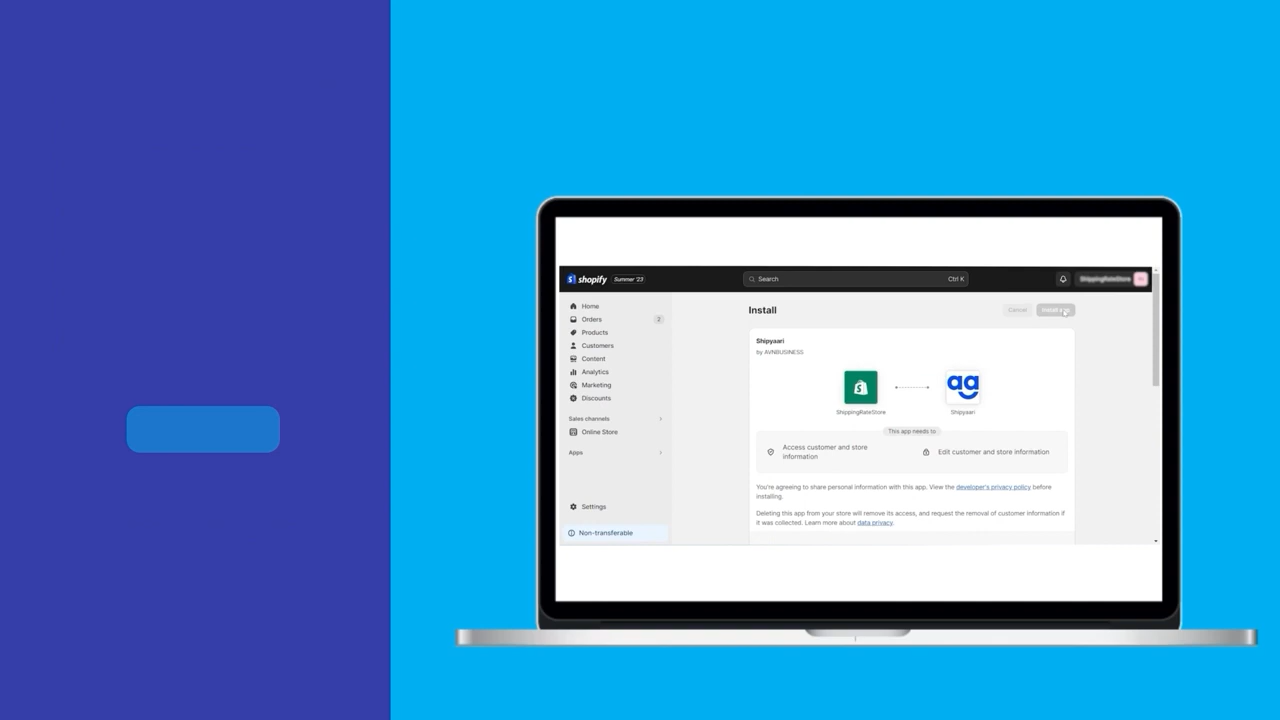 shopify Summer '23
Search Ctrl K
ShippingRateStore
Home
Orders 2
Products
Customers
Content
Analytics
Marketing
Discounts
Sales channels
Online Store
Apps
Settings
Non-transferable
Install
Cancel
Install app
Shipyaari
by AVNBUSINESS
ShippingRateStore
Shipyaari
This app needs to
Access customer and store
information
Edit customer and store information
You're agreeing to share personal information with this app. View the developer's privacy policy before
installing.
Deleting this app from your store will remove its access, and request the removal of customer information if
it was collected. Learn more about data privacy.